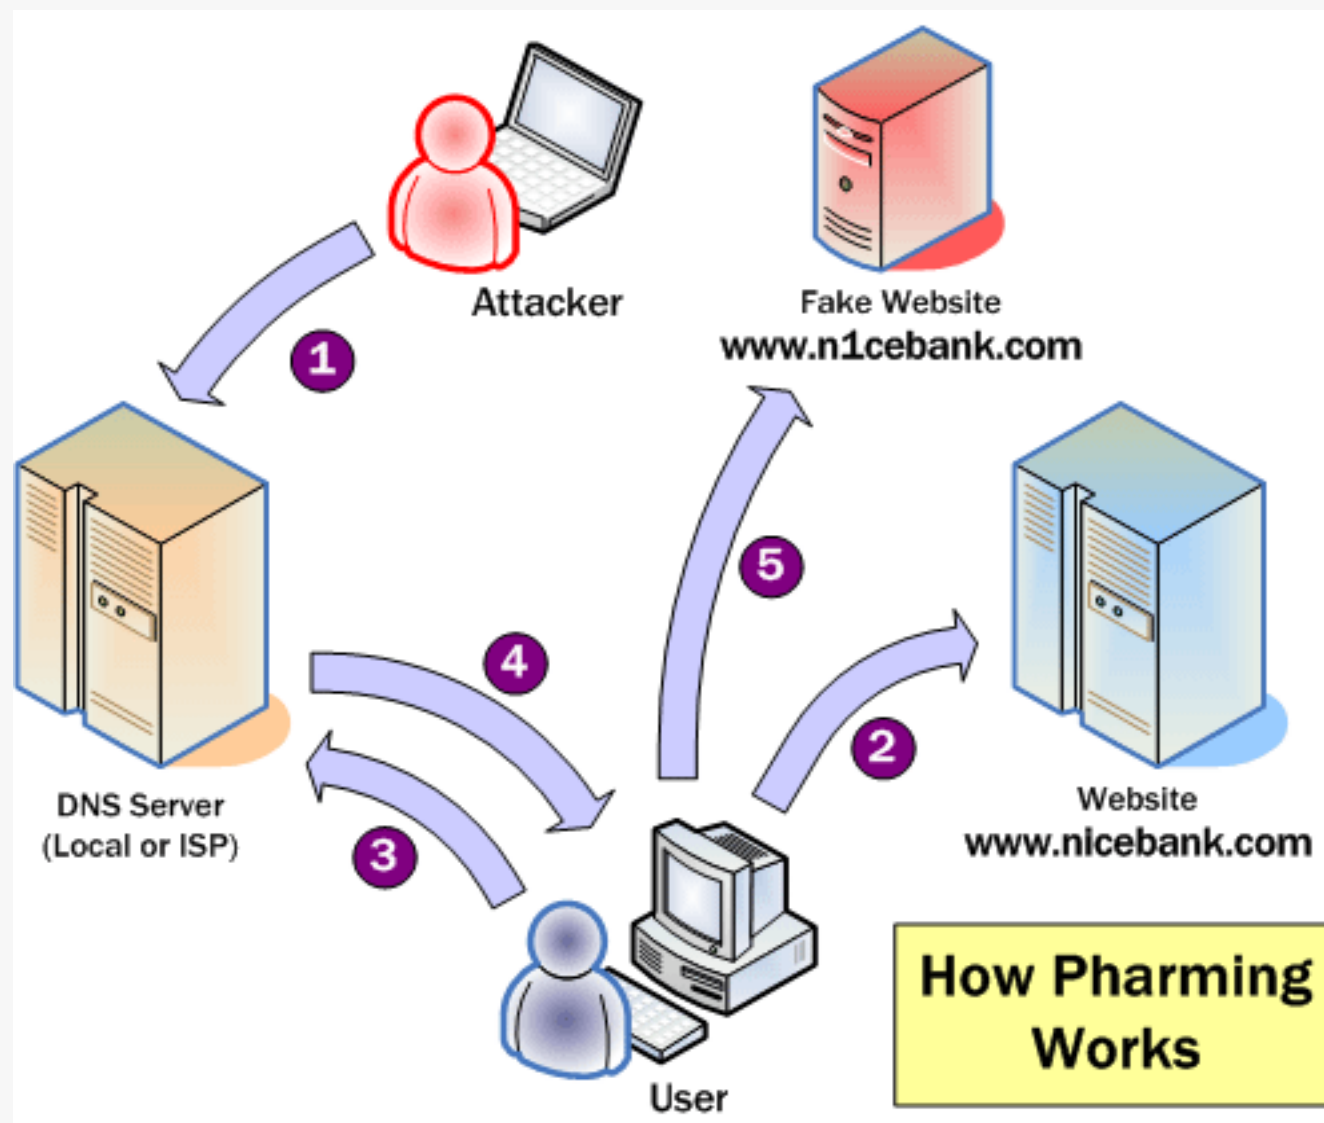 Attacker
Fake Website
www.n1cebank.com
1
5
4
2
DNS Server
(Local or ISP)
3
Website
www.nicebank.com
How Pharming
Works
User